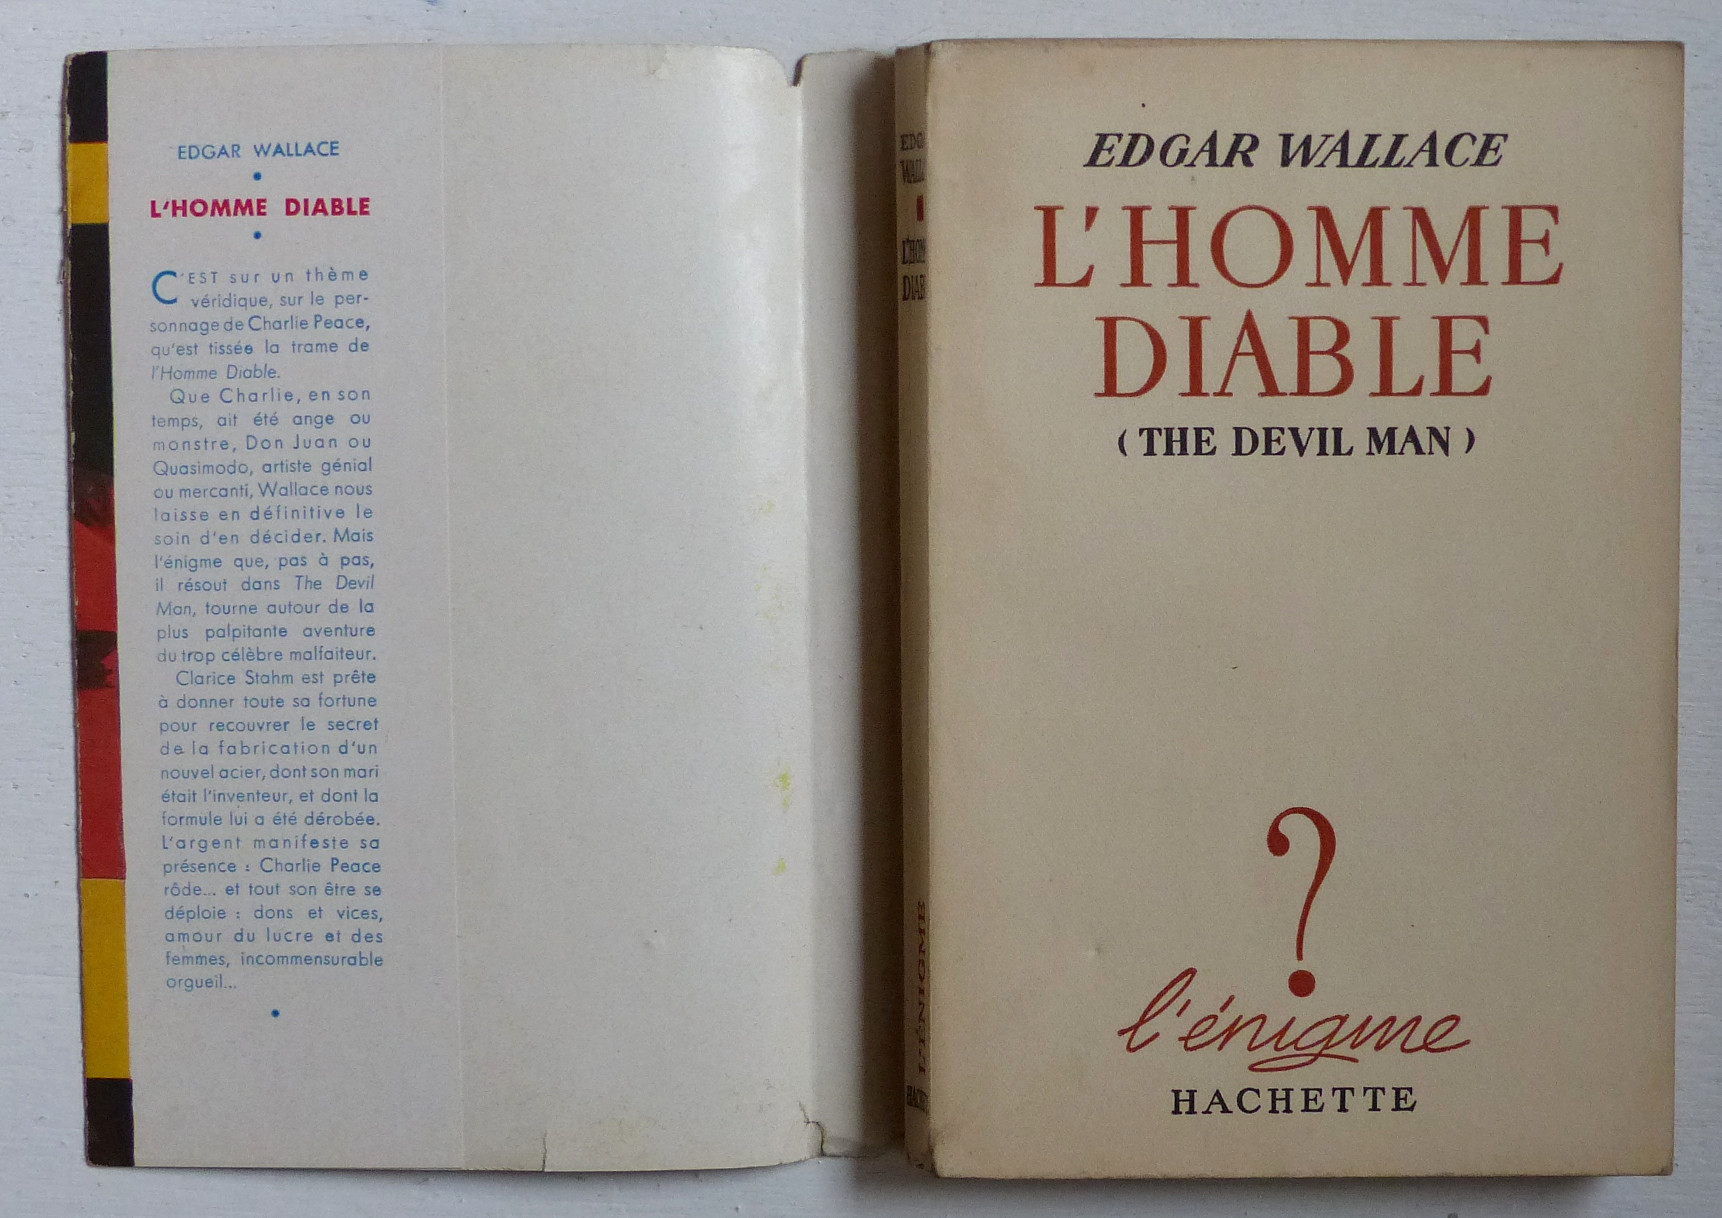 EDGAR WALLACE
L'HOMME DIABLE
C'EST sur un thème
véridique, sur le per-
sonnage de Charlie Peace,
qu'est tissée la trame de
l'Homme Diable.
Que Charlie, en son
temps, ait été ange ou
monstre, Don Juan ou
Quasimodo, artiste génial
ou mercanti, Wallace nous
laisse en définitive le
soin d'en décider. Mais
l'énigme que, pas à pas,
il résout dans The Devil
Man, tourne autour de la
plus palpitante aventure
du trop célèbre malfaiteur.
Clarice Stahm est prête
à donner toute sa fortune
pour recouvrer le secret
de la fabrication d'un
nouvel acier, dont son mari
était l'inventeur, et dont la
formule lui a été dérobée.
L'argent manifeste sa
présence : Charlie Peace
rôde... et tout son être se
déploie : dons et vices,
amour du lucre et des
femmes, incommensurable
orgueil...
L'ÉNIGME
EDGAR WALLACE
L'HOMME
DIABLE
(THE DEVIL MAN)
?
l'énigme
HACHETTE